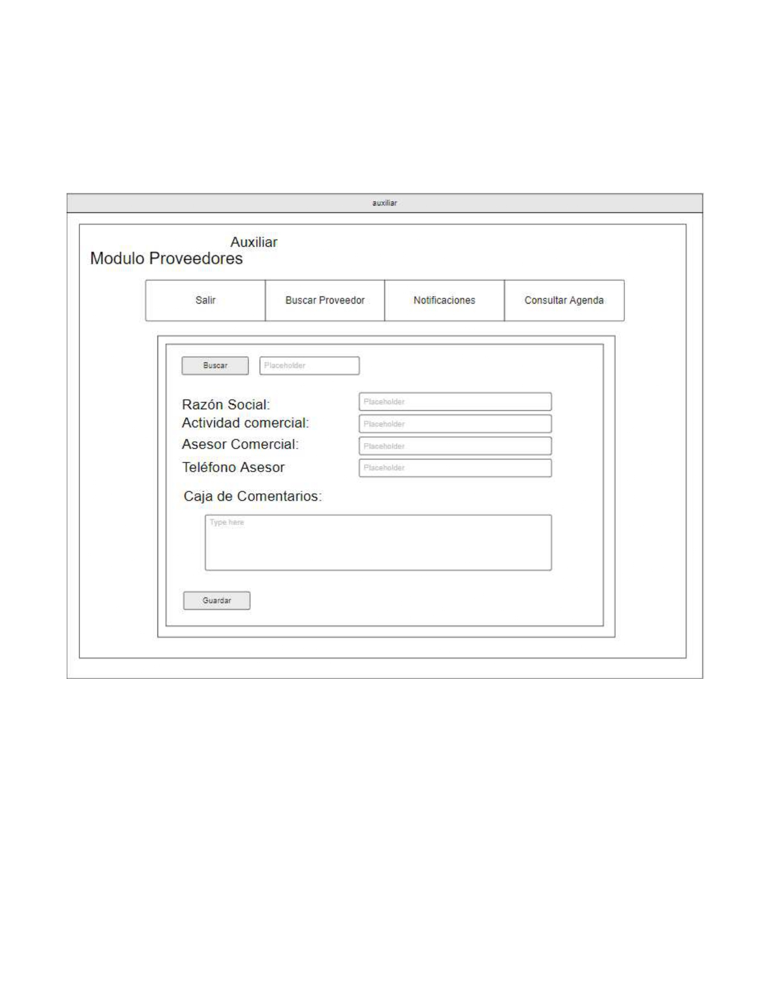 auxiliar
Auxiliar
Modulo Proveedores
Salir Buscar Proveedor Notificaciones Consultar Agenda
Buscar Placeholder
Razón Social: Placeholder
Actividad comercial: Placeholder
Asesor Comercial: Placeholder
Teléfono Asesor Placeholder
Caja de Comentarios:
Type here
Guardar